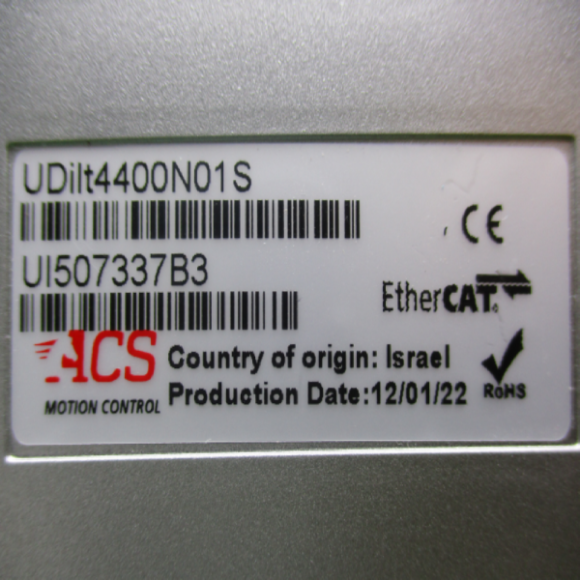 UDilt4400N01S
CE
UI507337B3
EtherCAT
ACS
MOTION CONTROL
Country of origin: Israel
Production Date:12/01/22
RoHS